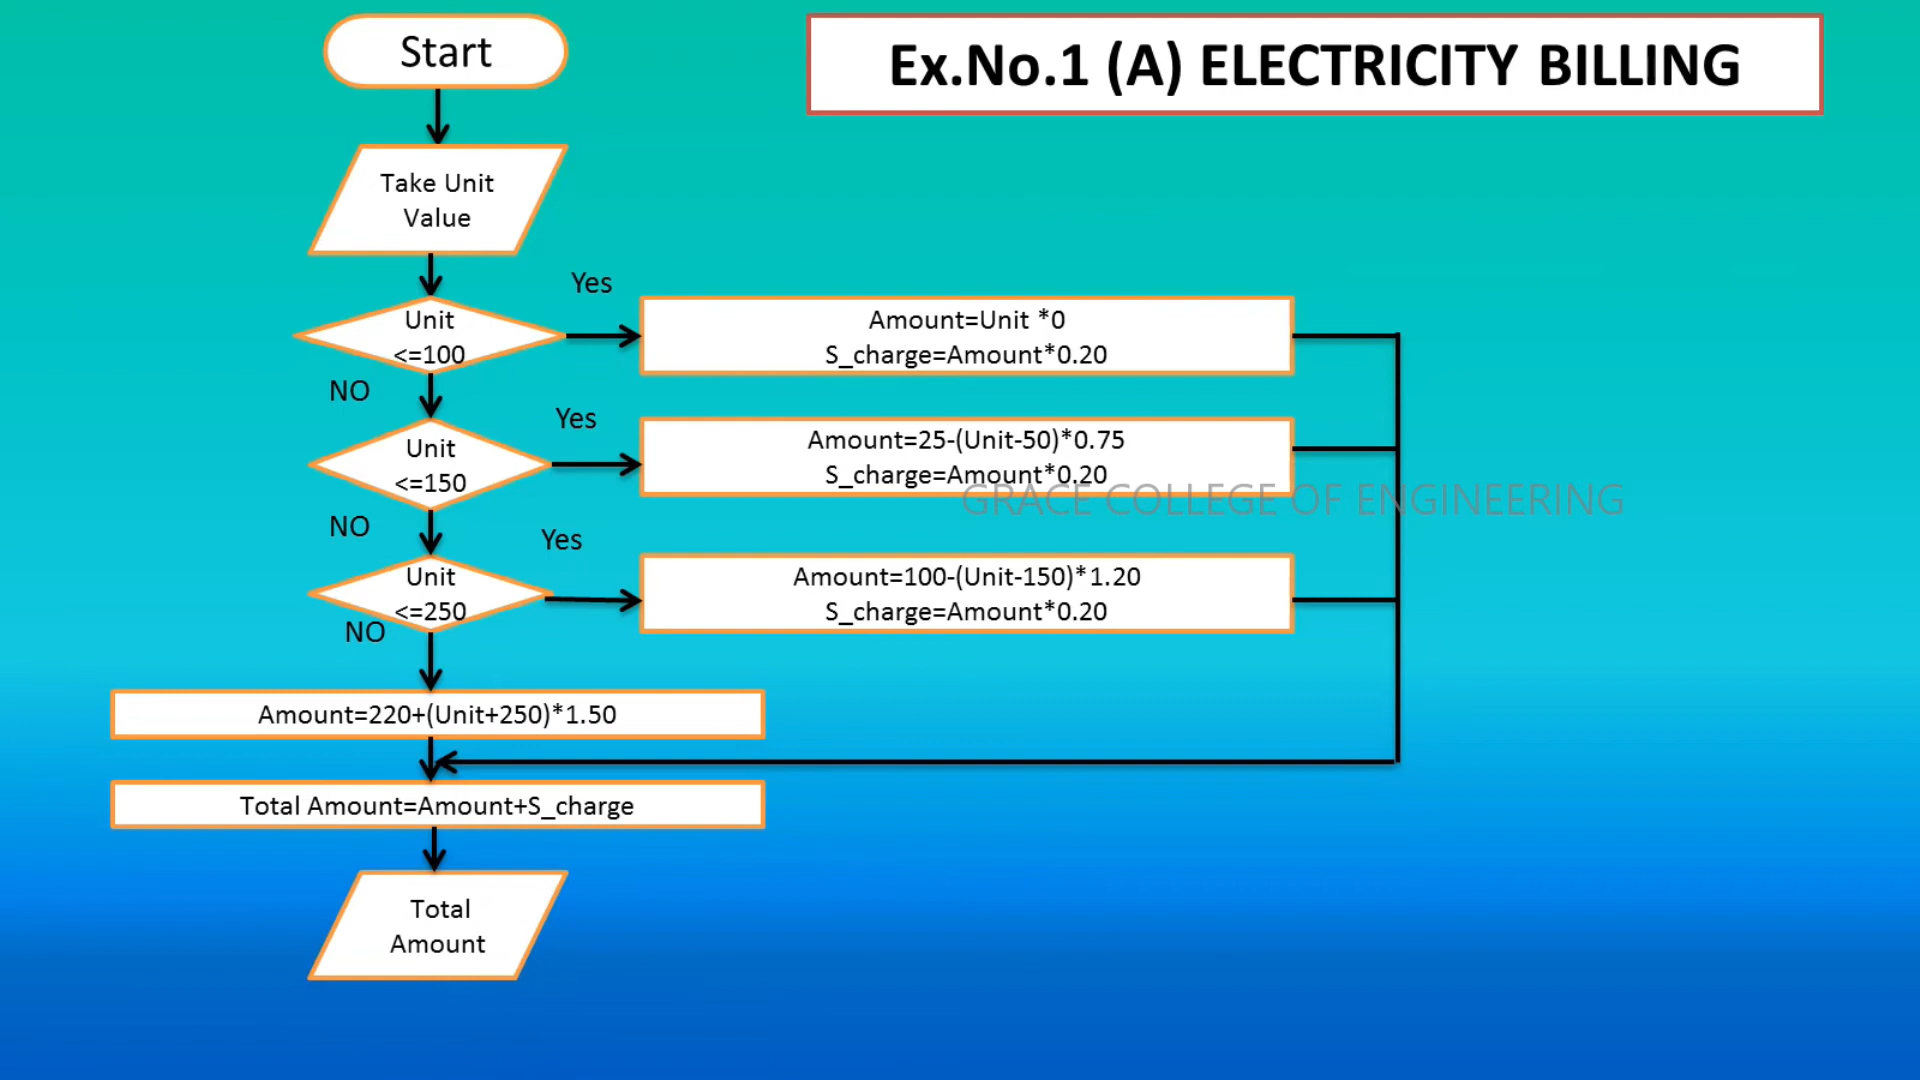 Start
Ex.No.1 (A) ELECTRICITY BILLING
Take Unit
Value
Yes
Unit
<=100
Amount=Unit *0
S_charge=Amount*0.20
NO
Yes
Unit
<=150
Amount=25-(Unit-50)*0.75
S_charge=Amount*0.20
GRACE COLLEGE OF ENGINEERING
NO
Yes
Unit
<=250
Amount=100-(Unit-150)*1.20
S_charge=Amount*0.20
NO
Amount=220+(Unit+250)*1.50
Total Amount=Amount+S_charge
Total
Amount